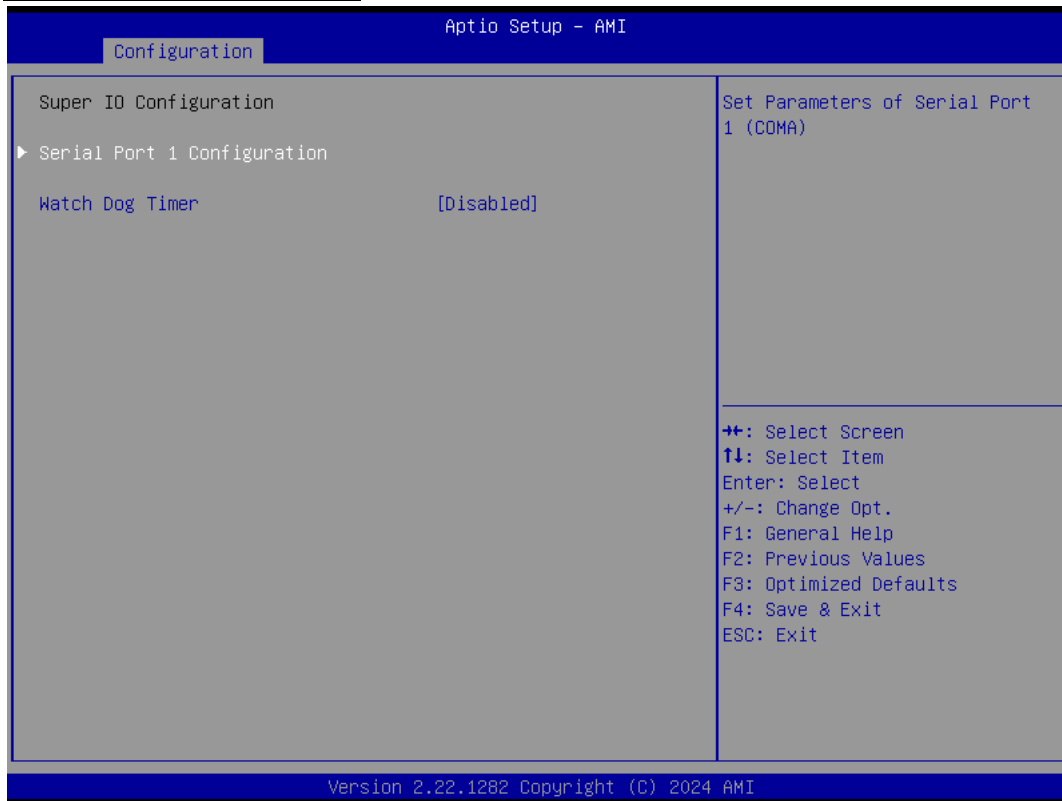 Aptio Setup – AMI
Configuration
Super IO Configuration
Serial Port 1 Configuration
Watch Dog Timer [Disabled]
Set Parameters of Serial Port
1 (COMA)
→←: Select Screen
↑↓: Select Item
Enter: Select
+/-: Change Opt.
F1: General Help
F2: Previous Values
F3: Optimized Defaults
F4: Save & Exit
ESC: Exit
Version 2.22.1282 Copyright (C) 2024 AMI